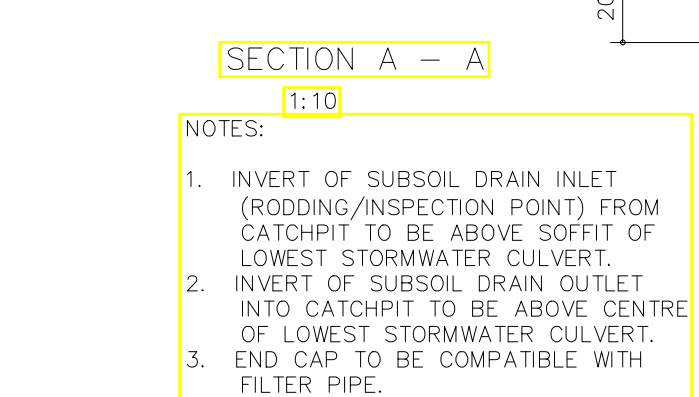 20
SECTION A – A
1:10
NOTES:
1. INVERT OF SUBSOIL DRAIN INLET
(RODDING/INSPECTION POINT) FROM
CATCHPIT TO BE ABOVE SOFFIT OF
LOWEST STORMWATER CULVERT.
2. INVERT OF SUBSOIL DRAIN OUTLET
INTO CATCHPIT TO BE ABOVE CENTRE
OF LOWEST STORMWATER CULVERT.
3. END CAP TO BE COMPATIBLE WITH
FILTER PIPE.